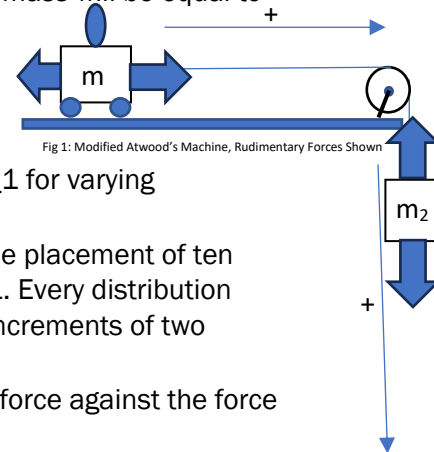 mass will be equal to
+
m
Fig 1: Modified Atwood's Machine, Rudimentary Forces Shown
1 for varying
m2
e placement of ten
. Every distribution
+
ncrements of two
force against the force